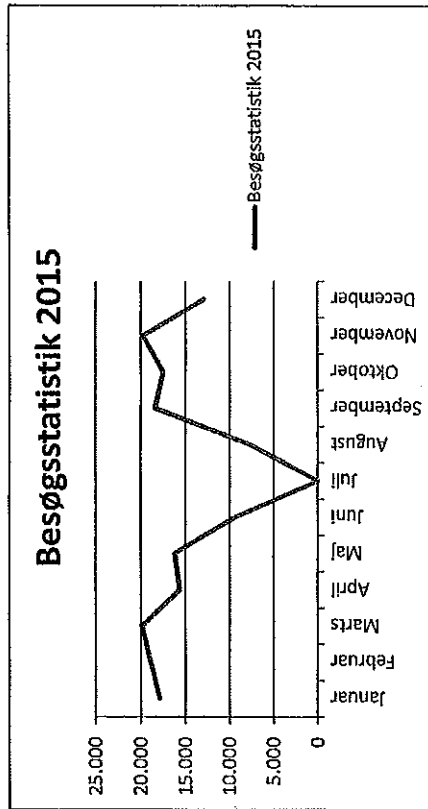 Besøgsstatistik 2015
25.000
20.000
15.000
10.000
5.000
0
Januar
Februar
Marts
April
Maj
Juni
Juli
August
September
Oktober
November
December
Besøgsstatistik 2015